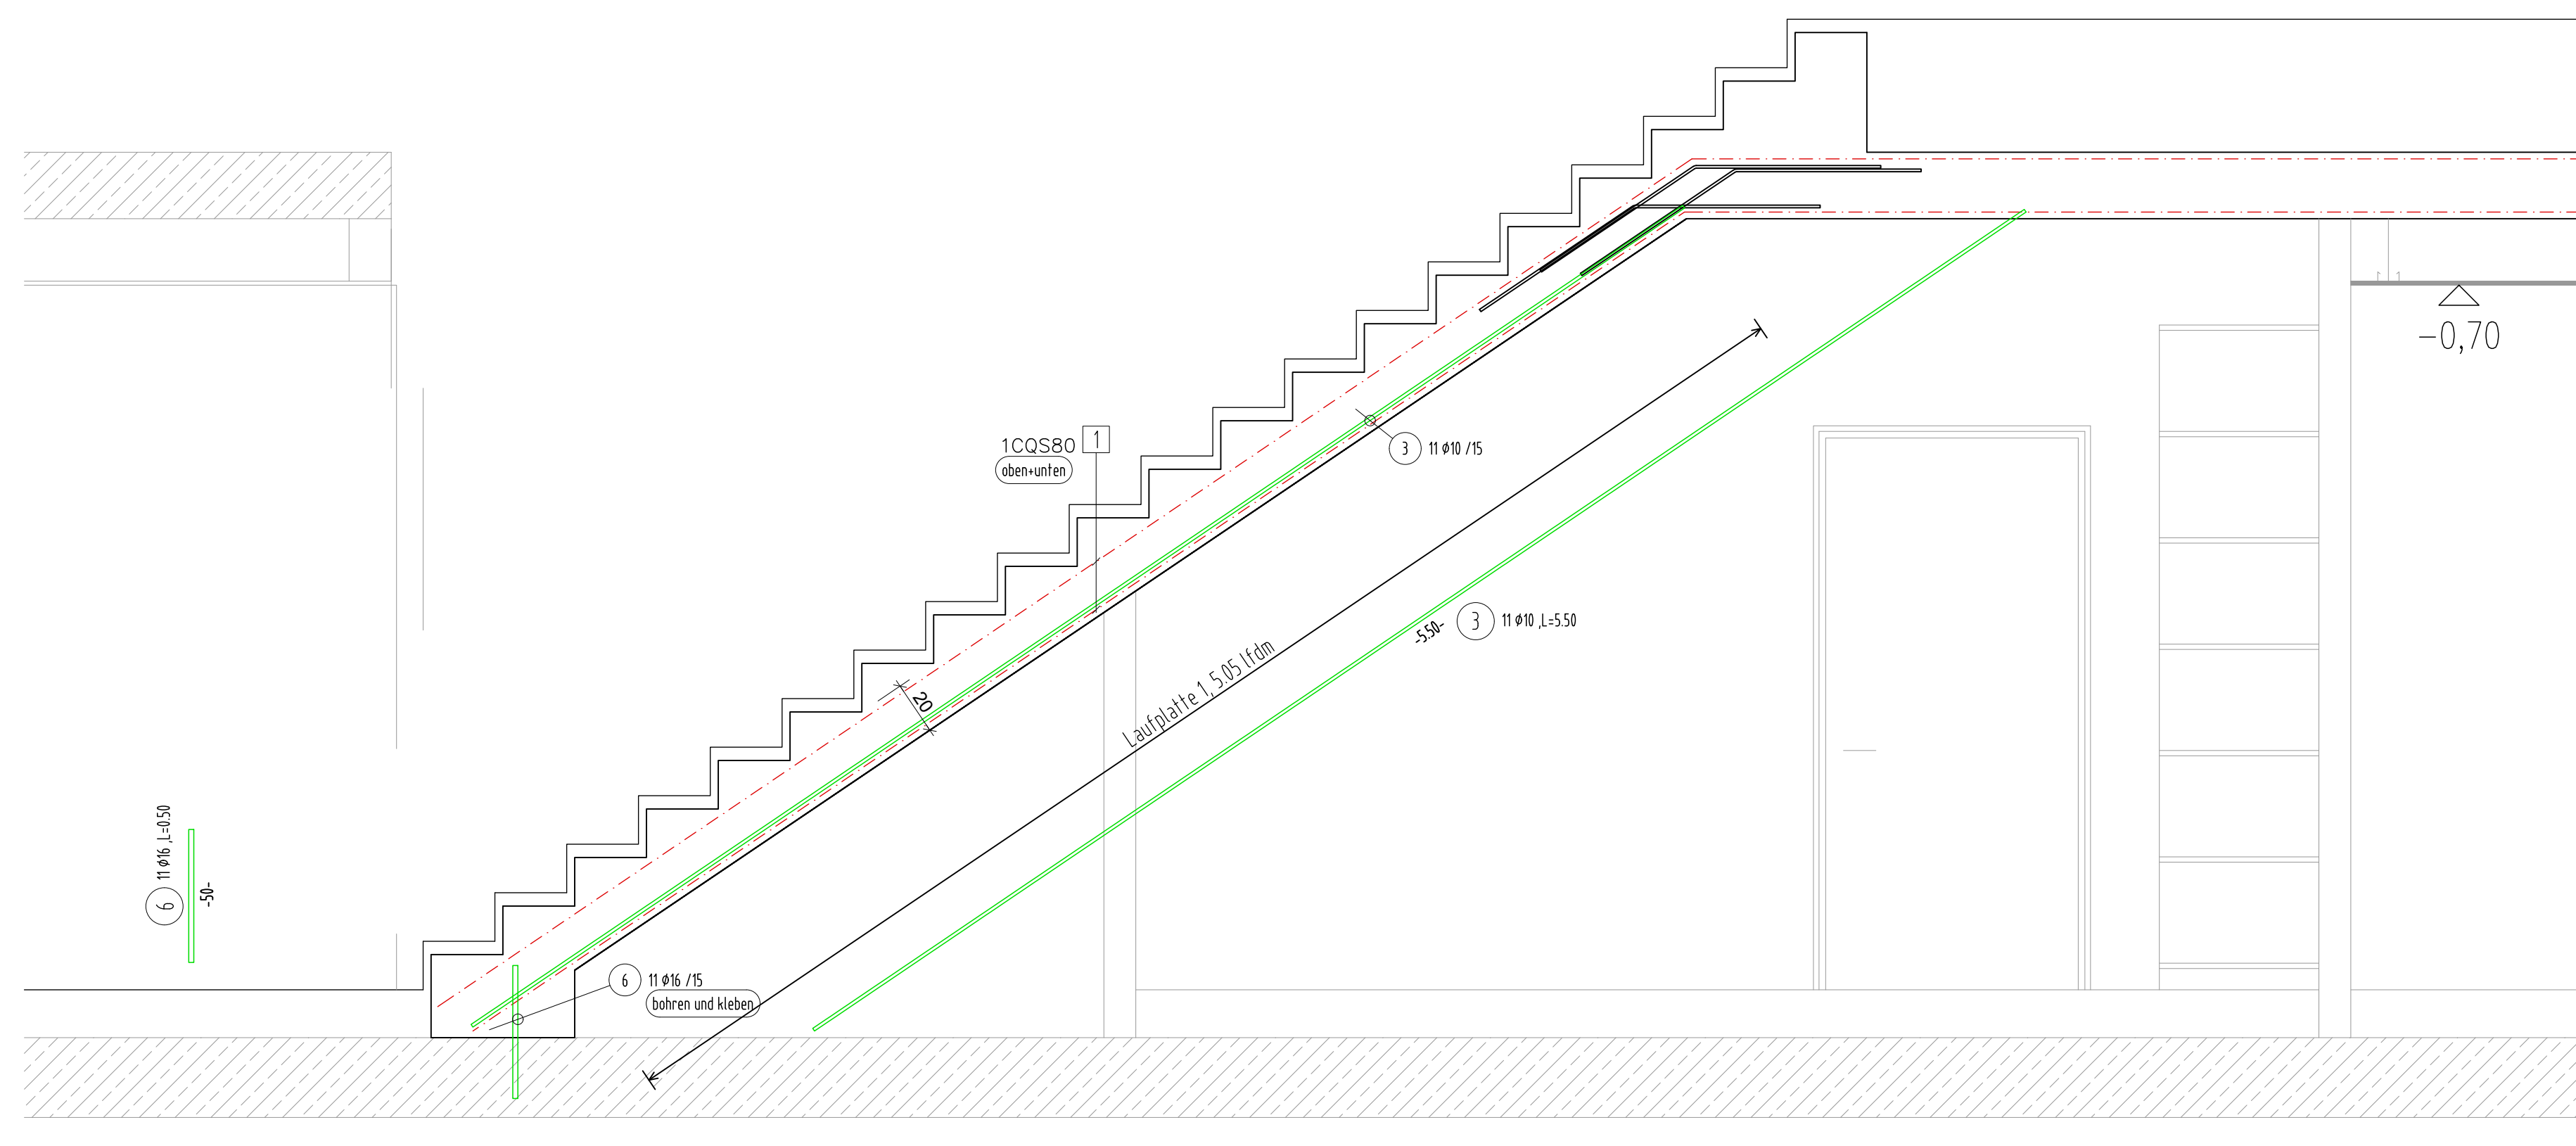 -0,70
1CQS80 1
oben+unten
3 11 ø10 /15
-5.50- 3 11 ø10 ,L=5.50
Laufplatte 1, 5.05 lfdm
20
6 11 ø16 ,L=0.50
-50-
6 11 ø16 /15
bohren und kleben